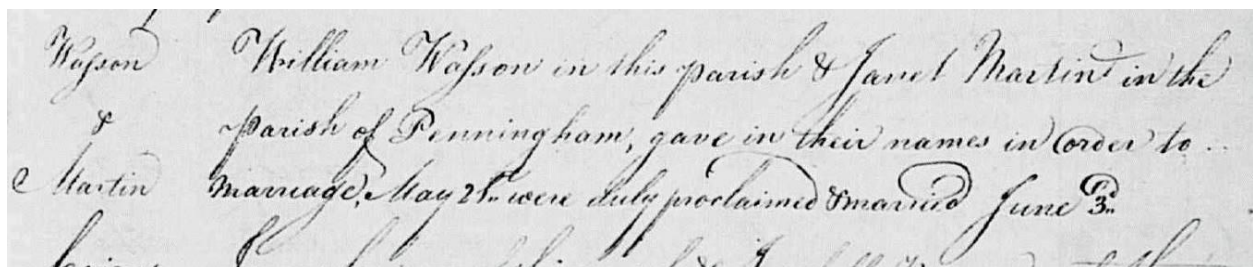 Wasson William Wasson in this parish & Janet Martin in the
& parish of Penningham, gave in their names in order to
Martin marriage, May were duly proclaimed & married June 3d